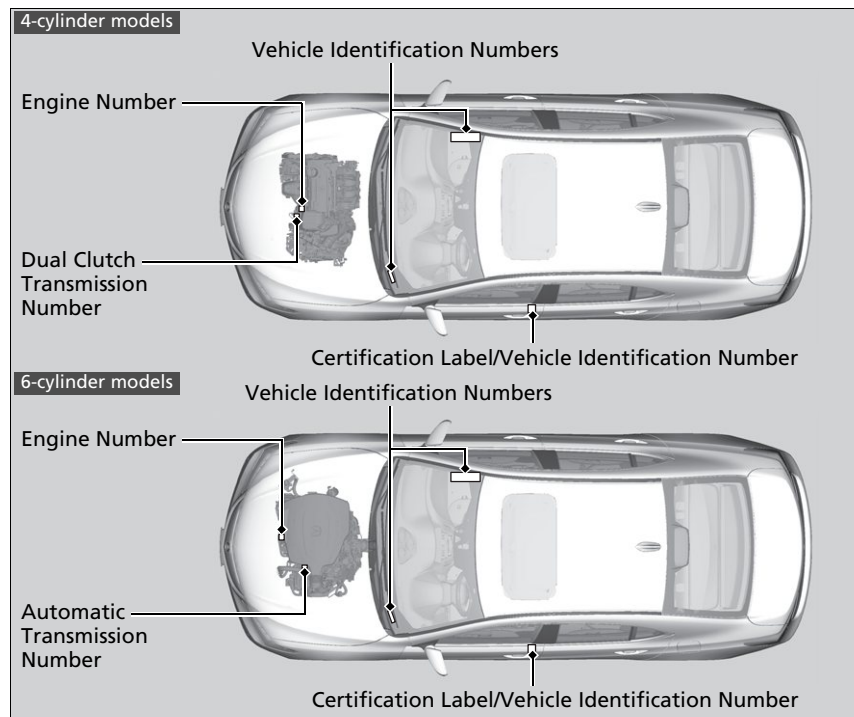 4-cylinder models
Vehicle Identification Numbers
Engine Number
Dual Clutch
Transmission
Number
Certification Label/Vehicle Identification Number
6-cylinder models
Vehicle Identification Numbers
Engine Number
Automatic
Transmission
Number
Certification Label/Vehicle Identification Number